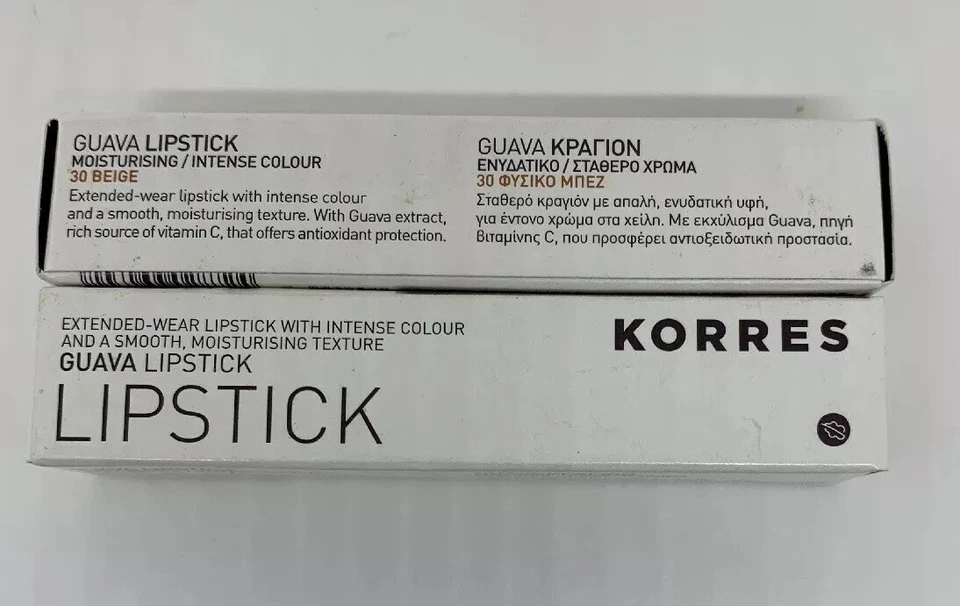 GUAVA LIPSTICK
MOISTURISING / INTENSE COLOUR
30 BEIGE
Extended-wear lipstick with intense colour
and a smooth, moisturising texture. With Guava extract,
rich source of vitamin C, that offers antioxidant protection.
GUAVA ΚΡΑΓΙΟΝ
ΕΝΥΔΑΤΙΚΟ / ΣΤΑΘΕΡΟ ΧΡΩΜΑ
30 ΦΥΣΙΚΟ ΜΠΕΖ
Σταθερό κραγιόν με απαλή, ενυδατική υφή,
για έντονο χρώμα στα χείλη. Με εκχύλισμα Guava, πηγή
βιταμίνης C, που προσφέρει αντιοξειδωτική προστασία.
EXTENDED-WEAR LIPSTICK WITH INTENSE COLOUR
AND A SMOOTH, MOISTURISING TEXTURE
GUAVA LIPSTICK
LIPSTICK
KORRES